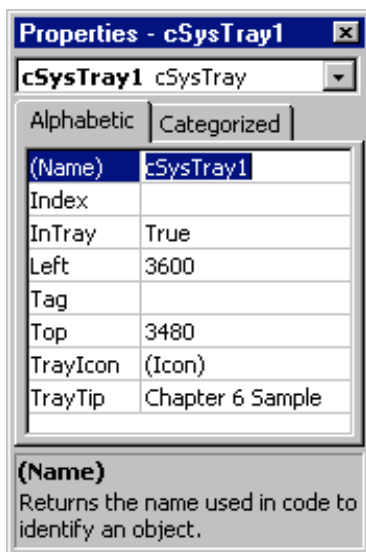 Properties - cSysTray1
cSysTray1 cSysTray
Alphabetic Categorized
(Name) cSysTray1
Index
InTray True
Left 3600
Tag
Top 3480
TrayIcon (Icon)
TrayTip Chapter 6 Sample
(Name)
Returns the name used in code to
identify an object.